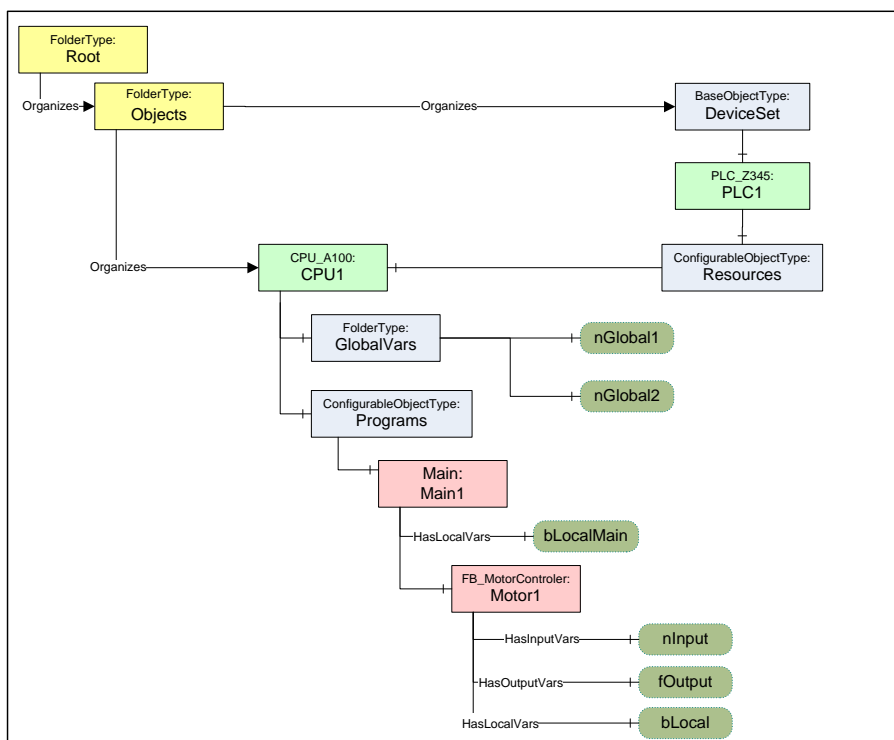 FolderType:
Root
Organizes
FolderType:
Objects
Organizes
BaseObjectType:
DeviceSet
PLC_Z345:
PLC1
Organizes
CPU_A100:
CPU1
ConfigurableObjectType:
Resources
FolderType:
GlobalVars
nGlobal1
ConfigurableObjectType:
Programs
nGlobal2
Main:
Main1
HasLocalVars
bLocalMain
FB_MotorControler:
Motor1
HasInputVars
nInput
HasOutputVars
fOutput
HasLocalVars
bLocal